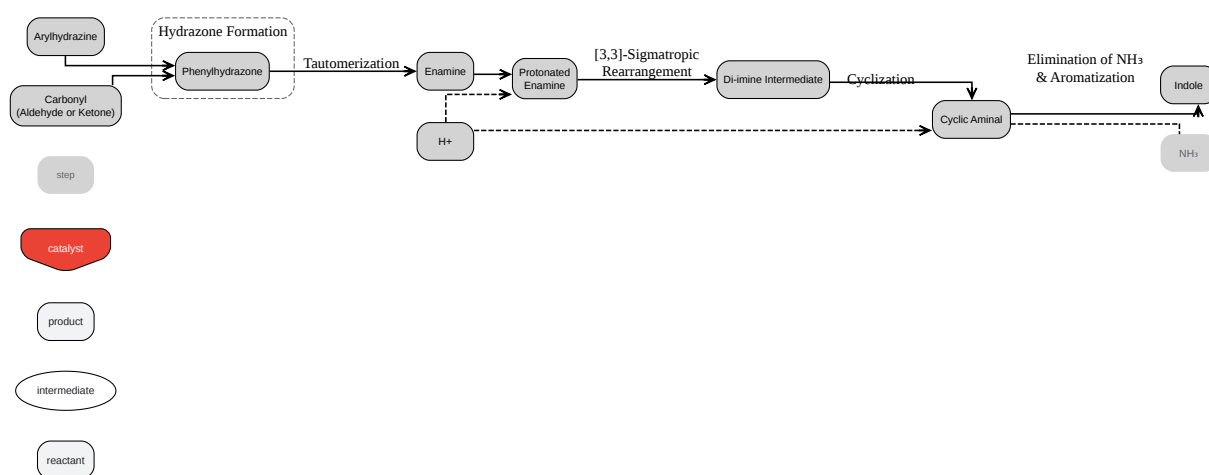 Arylhydrazine
Carbonyl
(Aldehyde or Ketone)
Hydrazone Formation
Phenylhydrazone
Tautomerization
Enamine
Protonated
Enamine
H+
[3,3]-Sigmatropic
Rearrangement
Di-imine Intermediate
Cyclization
Cyclic Aminal
Elimination of NH₃
& Aromatization
Indole
NH₃
step
catalyst
product
intermediate
reactant